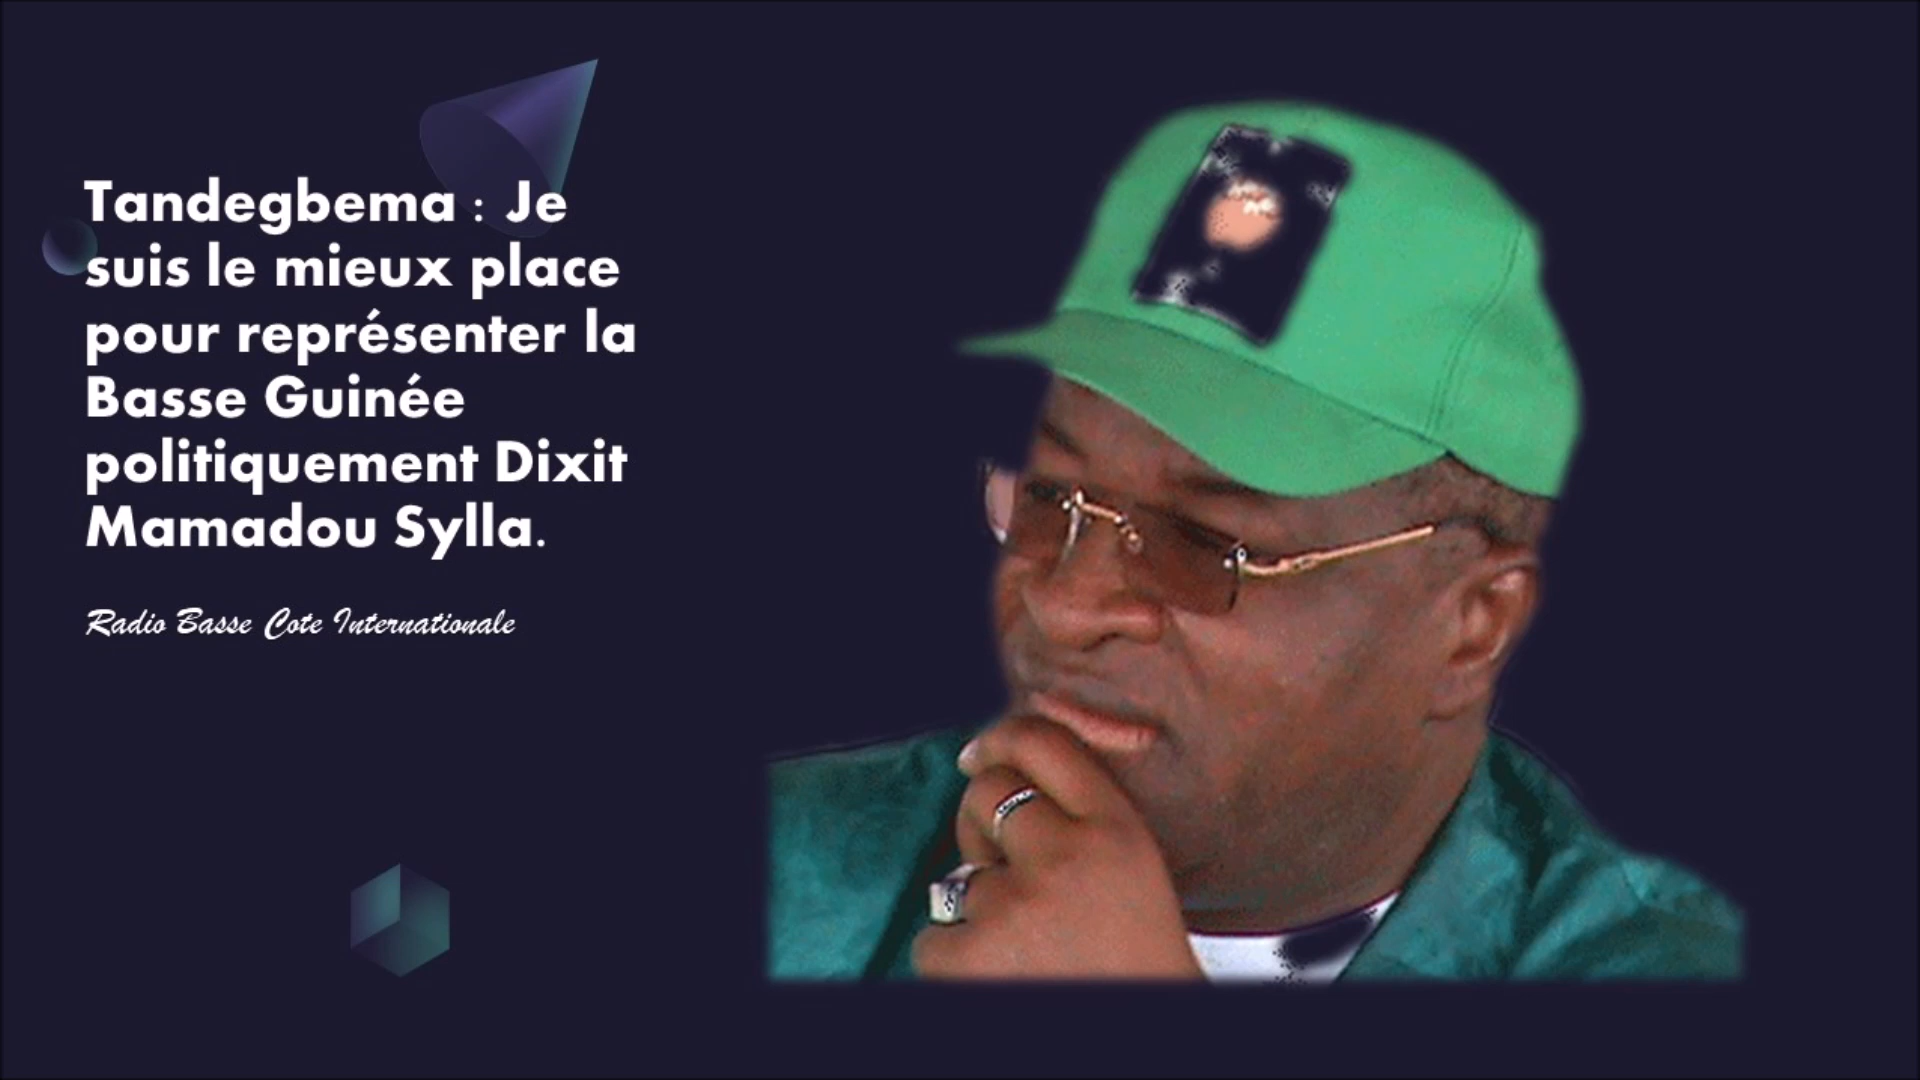 Tandegbema : Je
suis le mieux place
pour représenter la
Basse Guinée
politiquement Dixit
Mamadou Sylla.
Radio Basse Cote Internationale